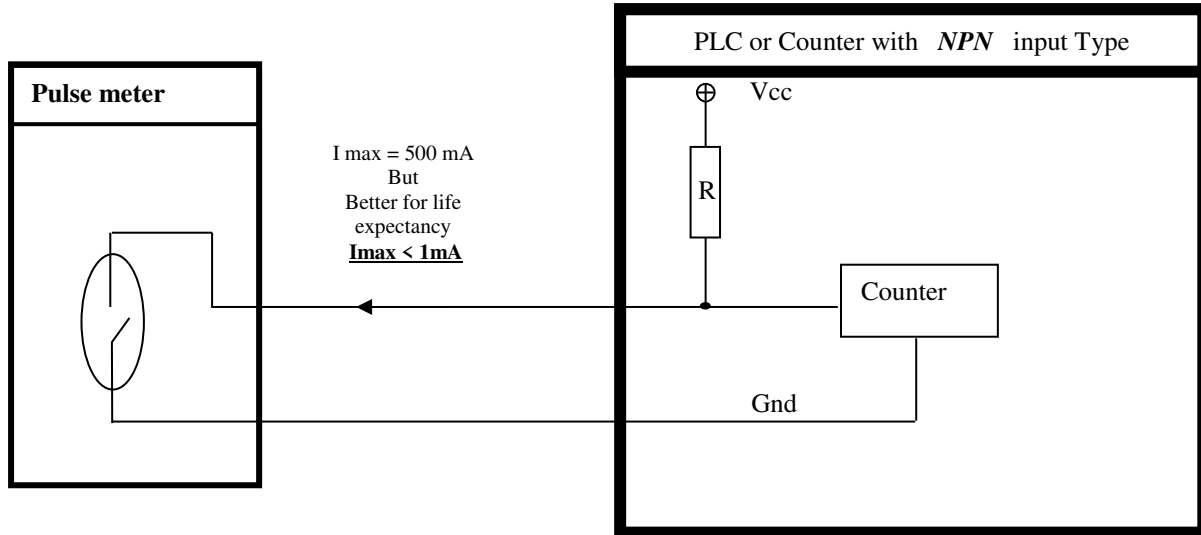 PLC or Counter with NPN input Type
Pulse meter
Vcc
I max = 500 mA
But
Better for life
expectancy
Imax < 1mA
R
Counter
Gnd